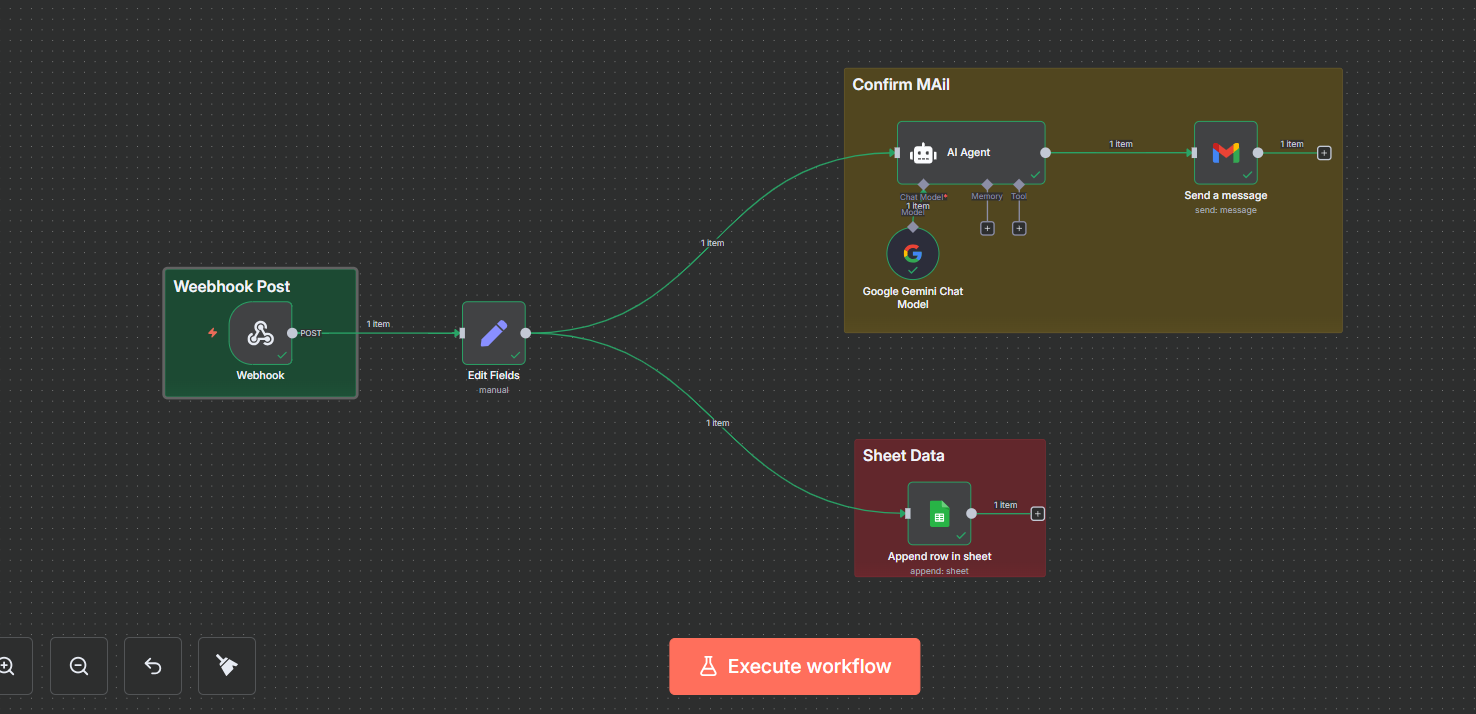 Confirm MAil
AI Agent
1 item
1 item
Chat Model*
1 item
Model
Memory
Tool
Send a message
send: message
1 item
Google Gemini Chat
Model
Weebhook Post
POST
1 item
Webhook
Edit Fields
manual
1 item
Sheet Data
1 item
Append row in sheet
append: sheet
Execute workflow